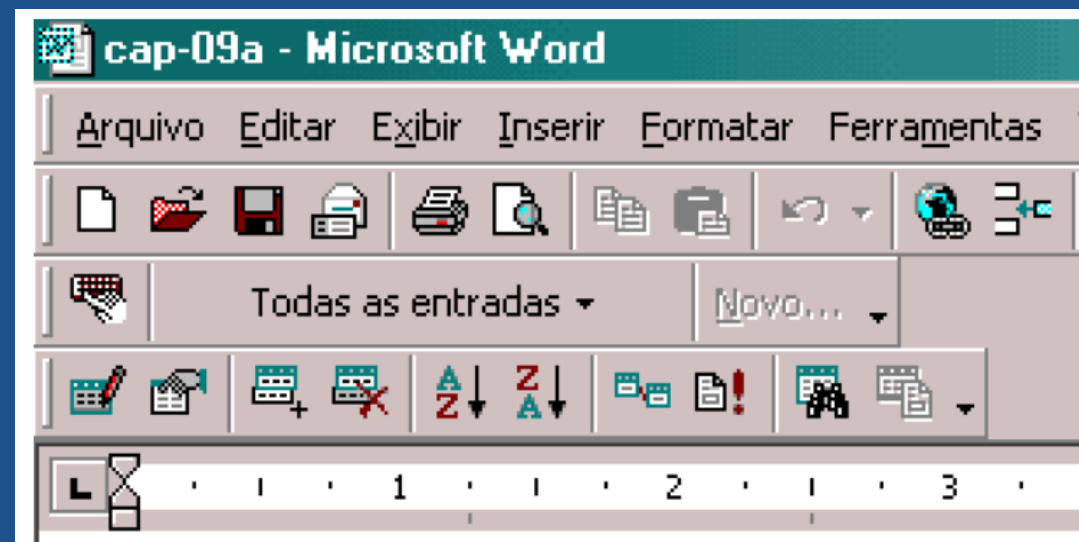 cap-09a - Microsoft Word
Arquivo Editar Exibir Inserir Formatar Ferramentas
Todas as entradas Novo...
A Z Z A
L 1 2 3